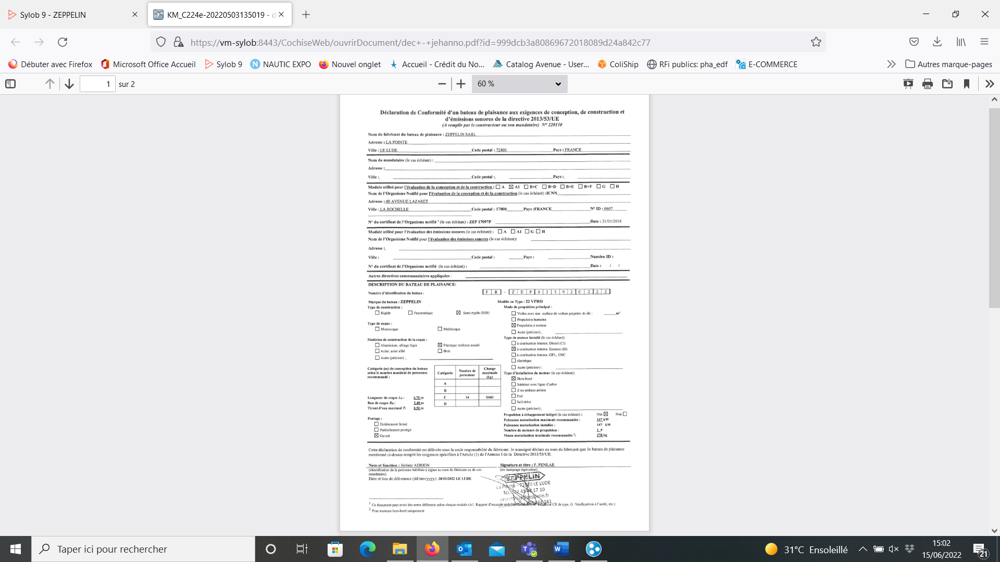 Sylob 9 - ZEPPELIN
KM_C224e-20220503135019 - d
https://vm-sylob:8443/CochiseWeb/ouvrirDocument/dec+-+jehanno.pdf?id=999dcb3a80869672018089d24a842c77
Débuter avec Firefox Microsoft Office Accueil Sylob 9 NAUTIC EXPO Nouvel onglet Accueil - Crédit du No... Catalog Avenue - User... ColiShip RFi publics: pha_edf E-COMMERCE Autres marque-pages
1 sur 2 60 %
Déclaration de Conformité d'un bateau de plaisance aux exigences de conception, de construction et
d'émissions sonores de la directive 2013/53/UE
(A remplir par le constructeur ou son mandataire) N° 220110
Nom du fabricant du bateau de plaisance : ZEPPELIN SARL
Adresse : LA POINTE
Ville : LE LUDE Code postal : 72800 Pays : FRANCE
Nom du mandataire (le cas échéant) :
Adresse :
Ville : Code postal : Pays :
Module utilisé pour l'évaluation de la conception et de la construction : A A1 B+C B+D B+E B+F G H
Nom de l'Organisme Notifié pour l'évaluation de la conception et de la construction (le cas échéant) :ICNN
Adresse : 40 AVENUE LAZARET
Ville : LA ROCHELLE Code postal : 17000 Pays :FRANCE N° ID : 0607
N° du certificat de l'Organisme notifié 1 (le cas échéant) : ZEP 17097P Date : 31/01/2018
Module utilisé pour l'évaluation des émissions sonores (le cas échéant) : A A1 G H
Nom de l'Organisme Notifié pour l'évaluation des émissions sonores (le cas échéant):
Adresse :
Ville : Code postal : Pays : Numéro ID :
N° du certificat de l'Organisme notifié (le cas échéant) : Date : / /
Autres directives communautaires appliquées :
DESCRIPTION DU BATEAU DE PLAISANCE:
Numéro d'identification du bateau : F R - Z E P 0 2 5 9 2 C 2 2 2
Marque du bateau : ZEPPELIN Modèle ou Type : 22 VPRO
Type de construction :
Rigide Pneumatique Semi-rigide (RIB)
Type de coque :
Monocoque Multicoque
Matériau de construction de la coque :
Aluminium, alliage léger Plastique renforcé moulé
Acier, acier allié Bois
Autre (préciser) :
Mode de propulsion principal :
Voiles avec une surface de voilure projetée As de : m²
Propulsion humaine
Propulsion à moteur
Autre (préciser):
Type de moteur installé (le cas échéant):
à combustion interne, Diesel (CI)
à combustion interne, Essence (SI)
à combustion interne, GPL, GNC
électrique
Autre (préciser) :
Catégorie (es) de conception du bateau
selon le nombre maximal de personnes
recommandé :
Catégorie Nombre de personnes Charge maximale (kg)
A
B
C 14 1460
D
Longueur de coque LH : 6.70 m
Bau de coque BH : 2.48 m
Tirant d'eau maximal T: 0.50 m
Pontage :
Entièrement fermé
Partiellement protégé
Ouvert
Type d'installation du moteur (le cas échéant):
Hors-bord
Intérieur avec ligne d'arbre
Z ou embase arrière
Pod
Sail-drive
Autre (préciser):
Propulsion à échappement intégré (le cas échéant) : Oui Non
Puissance motorisation maximale recommandée : 147 kW
Puissance motorisation installée : 147 kW
Nombre de moteurs de propulsion : 1 #
Masse motorisation maximale recommandée 2: 278 kg
Cette déclaration de conformité est délivrée sous la seule responsabilité du fabricant. Je soussigné déclare au nom du fabricant que le bateau de plaisance
mentionné ci-dessus remplit les exigences spécifiées à l'Article (1) de l'Annexe I de la Directive 2013/53/UE.
Nom et fonction : Jérôme ADRION Signature et titre : F. PENLAE
(identification de la personne habilitée à signer au nom du fabricant ou de son
mandataire)
(ou marquage équivalent)
Date et lieu de délivrance (dd/mm/yyyy): 28/01/2022 LE LUDE
ZEPPELIN
La Pointe - 72800 LE LUDE
17 10
1 Ce document peut avoir des noms différents selon chaque module (A1: Rapport d'essai de stabilité CE de type, G: Vérification à l'unité, etc.)
2 Pour moteurs hors-bord uniquement
Taper ici pour rechercher
31°C Ensoleillé
15:02
15/06/2022
21